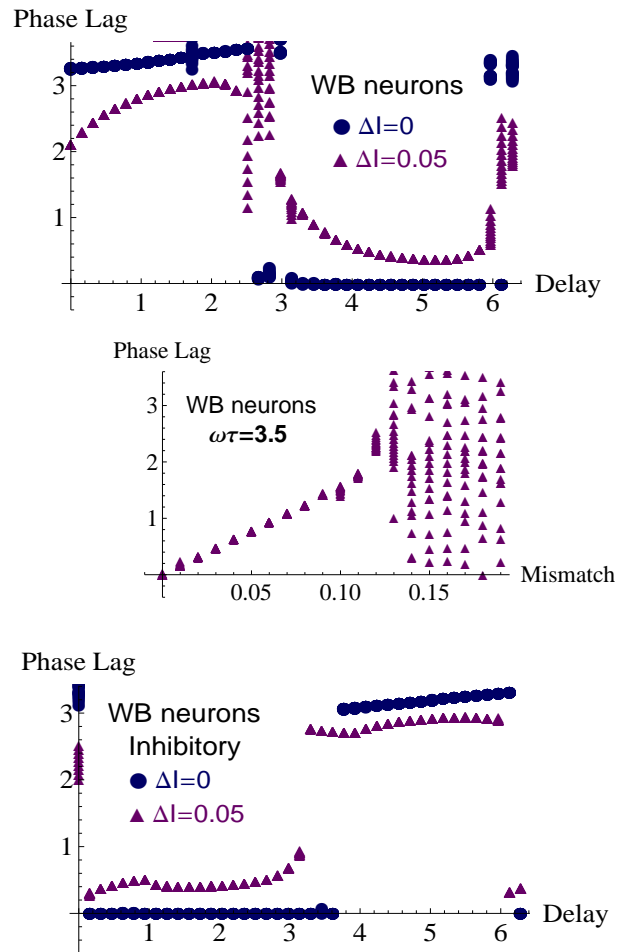 Phase Lag
3
WB neurons
ΔI=0
2
ΔI=0.05
1
1 2 3 4 5 6 Delay
Phase Lag
3
WB neurons
ωτ=3.5
2
1
0.05 0.10 0.15 Mismatch
Phase Lag
3
WB neurons
Inhibitory
2
ΔI=0
ΔI=0.05
1
1 2 3 4 5 6 Delay